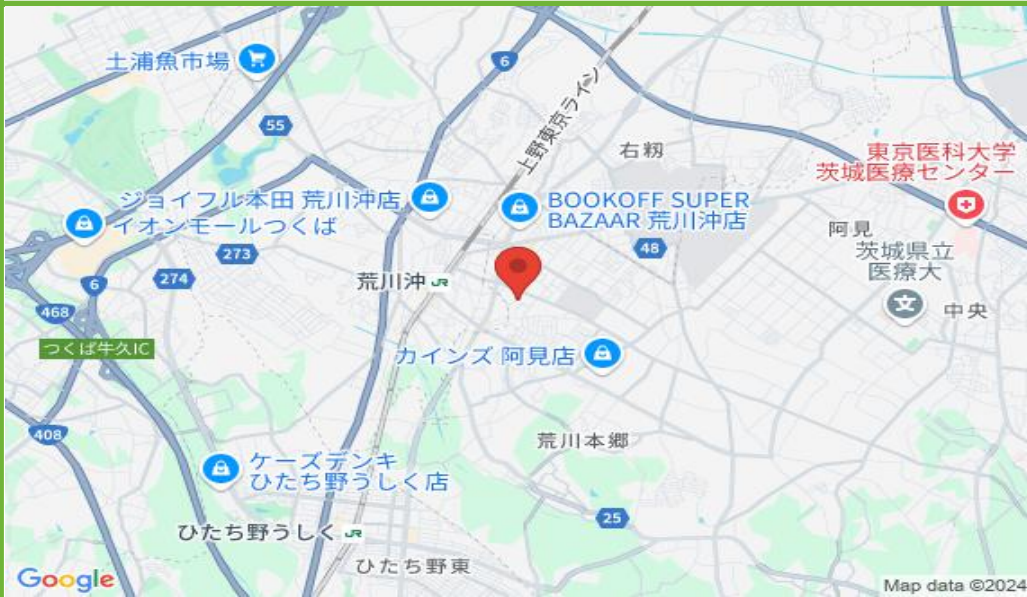 土浦魚市場
6
55
上野東京ライン
右籾
東京医科大学
茨城医療センター
ジョイフル本田 荒川沖店
イオンモールつくば
BOOKOFF SUPER
BAZAAR 荒川沖店
48
阿見
茨城県立
医療大
273
274
荒川沖 JR
6
468
つくば牛久IC
中央
カインズ 阿見店
408
荒川本郷
ケーズデンキ
ひたち野うしく店
25
ひたち野うしく JR
ひたち野東
Google
Map data ©2024